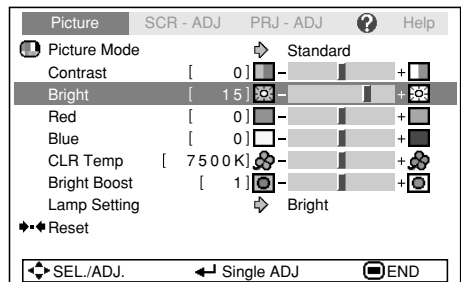 Picture SCR - ADJ PRJ - ADJ ? Help
Picture Mode Standard
Contrast [ 0] - +
Bright [ 15] - +
Red [ 0] - +
Blue [ 0] - +
CLR Temp [ 7500K] - +
Bright Boost [ 1] - +
Lamp Setting Bright
Reset
SEL./ADJ. Single ADJ END